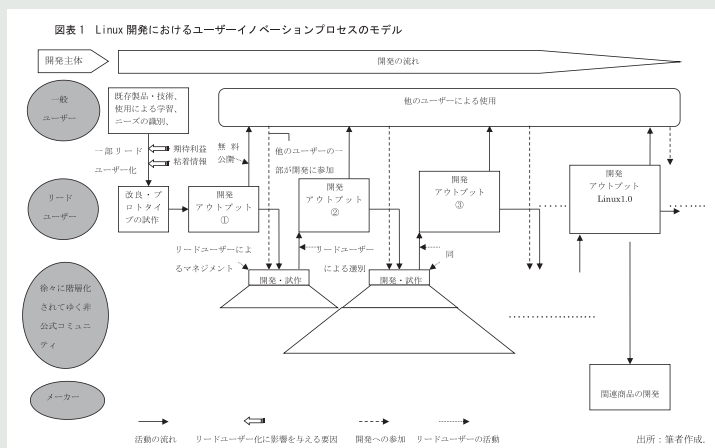 図表1 Linux 開発におけるユーザーイノベーションプロセスのモデル
開発主体
開発の流れ
一般
ユーザー
既存製品・技術、
使用による学習、
ニーズの識別、
他のユーザーによる使用
一部リード
ユーザー化
期待利益
粘着情報
無料
公開
他のユーザーの一
部が開発に参加
リード
ユーザー
改良・プ
ロトタイ
プの試作
開発
アウトプット
①
開発
アウトプット
②
開発
アウトプット
③
開発
アウトプット
Linux1.0
リードユーザーによ
るマネジメント
リードユーザー
による選別
同
徐々に階層化
されてゆく非
公式コミュニ
ティ
開発・試作
開発・試作
メーカー
関連商品の開発
活動の流れ
リードユーザー化に影響を与える要因
開発への参加
リードユーザーの活動
出所：筆者作成.